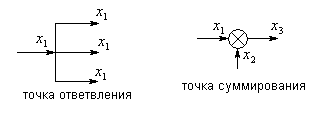 x₁
x₁ x₁
x₁
точка ответвления
x₁ x₃
x₂
точка суммирования